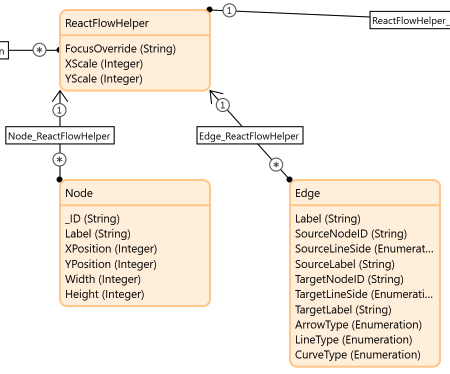 ReactFlowHelper
1
ReactFlowHelper_
n
*
FocusOverride (String)
XScale (Integer)
YScale (Integer)
1
1
Node_ReactFlowHelper
Edge_ReactFlowHelper
*
*
Node
_ID (String)
Label (String)
XPosition (Integer)
YPosition (Integer)
Width (Integer)
Height (Integer)
Edge
Label (String)
SourceNodeID (String)
SourceLineSide (Enumerat...
SourceLabel (String)
TargetNodeID (String)
TargetLineSide (Enumerati...
TargetLabel (String)
ArrowType (Enumeration)
LineType (Enumeration)
CurveType (Enumeration)